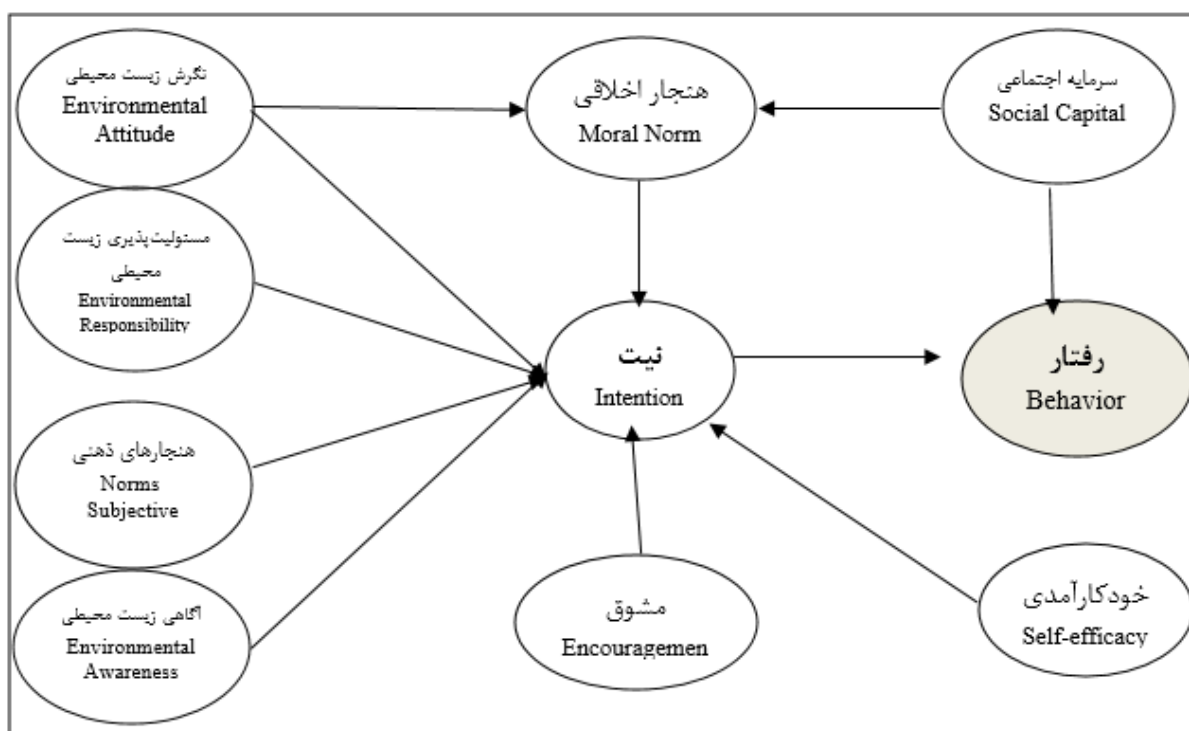 نگرش زیست محیطی
Environmental
Attitude
هنجار اخلاقی
Moral Norm
سرمایه اجتماعی
Social Capital
مسئولیت‌پذیری زیست
محیطی
Environmental
Responsibility
نیت
Intention
رفتار
Behavior
هنجارهای ذهنی
Norms
Subjective
آگاهی زیست محیطی
Environmental
Awareness
مشوق
Encouragemen
خودکارآمدی
Self-efficacy